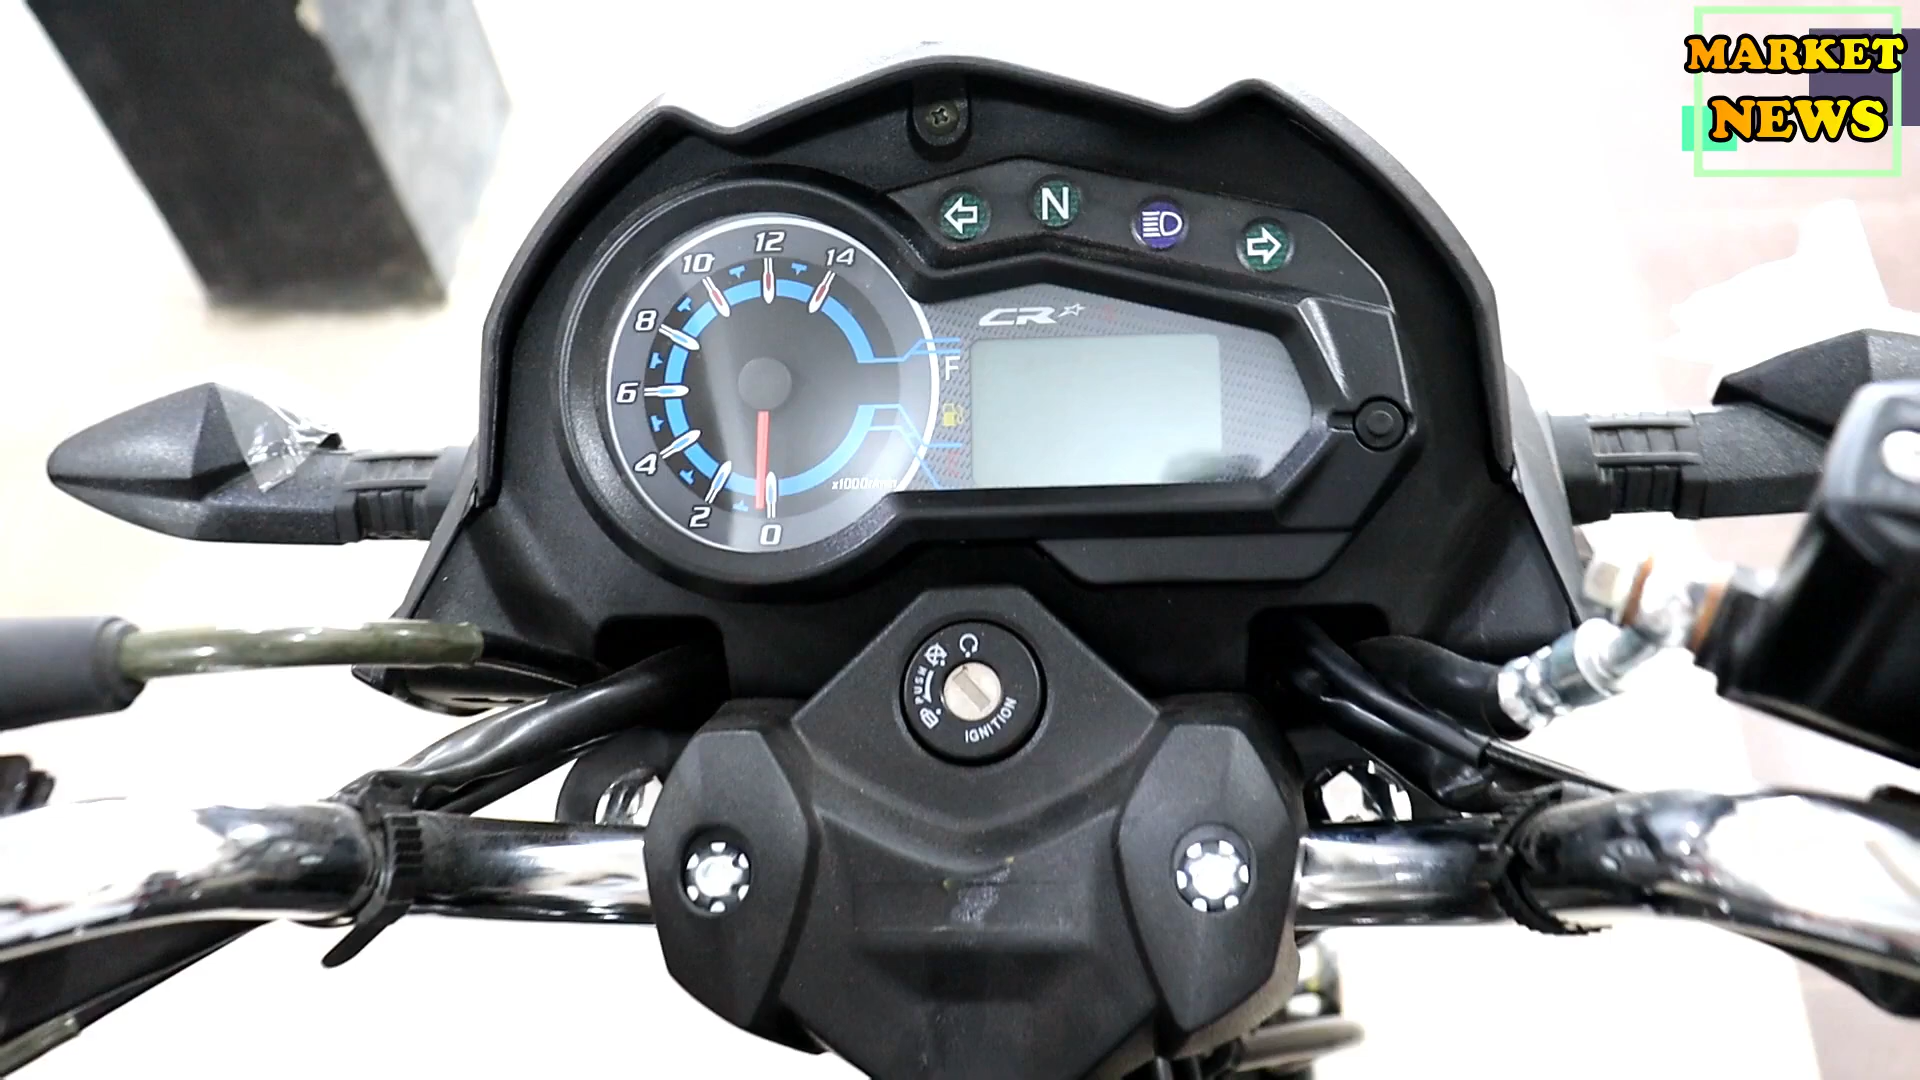 MARKET
NEWS
N
12
10
14
8
6
4
2
0
x1000r/min
CR
F
PUSH
IGNITION